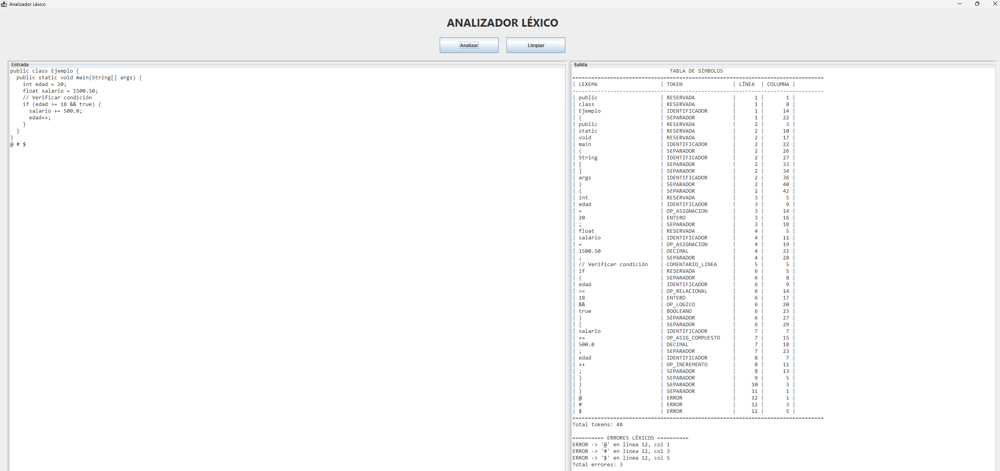 Analizador Léxico
ANALIZADOR LÉXICO
Analizar
Limpiar
Entrada
public class Ejemplo {
  public static void main(String[] args) {
    int edad = 20;
    float salario = 1500.50;
    // Verificar condición
    if (edad >= 18 && true) {
      salario += 500.0;
      edad++;
    }
  }
}
@ # $
Salida
TABLA DE SÍMBOLOS
================================================================================
| LEXEMA | TOKEN | LÍNEA | COLUMNA |
--------------------------------------------------------------------------------
| public | RESERVADA | 1 | 1 |
| class | RESERVADA | 1 | 8 |
| Ejemplo | IDENTIFICADOR | 1 | 14 |
| { | SEPARADOR | 1 | 22 |
| public | RESERVADA | 2 | 3 |
| static | RESERVADA | 2 | 10 |
| void | RESERVADA | 2 | 17 |
| main | IDENTIFICADOR | 2 | 22 |
| ( | SEPARADOR | 2 | 26 |
| String | IDENTIFICADOR | 2 | 27 |
| [ | SEPARADOR | 2 | 33 |
| ] | SEPARADOR | 2 | 34 |
| args | IDENTIFICADOR | 2 | 36 |
| ) | SEPARADOR | 2 | 40 |
| { | SEPARADOR | 2 | 42 |
| int | RESERVADA | 3 | 5 |
| edad | IDENTIFICADOR | 3 | 9 |
| = | OP_ASIGNACION | 3 | 14 |
| 20 | ENTERO | 3 | 16 |
| ; | SEPARADOR | 3 | 18 |
| float | RESERVADA | 4 | 5 |
| salario | IDENTIFICADOR | 4 | 11 |
| = | OP_ASIGNACION | 4 | 19 |
| 1500.50 | DECIMAL | 4 | 21 |
| ; | SEPARADOR | 4 | 28 |
| // Verificar condición | COMENTARIO_LINEA | 5 | 5 |
| if | RESERVADA | 6 | 5 |
| ( | SEPARADOR | 6 | 8 |
| edad | IDENTIFICADOR | 6 | 9 |
| >= | OP_RELACIONAL | 6 | 14 |
| 18 | ENTERO | 6 | 17 |
| && | OP_LOGICO | 6 | 20 |
| true | BOOLEANO | 6 | 23 |
| ) | SEPARADOR | 6 | 27 |
| { | SEPARADOR | 6 | 29 |
| salario | IDENTIFICADOR | 7 | 7 |
| += | OP_ASIG_COMPUESTO | 7 | 15 |
| 500.0 | DECIMAL | 7 | 18 |
| ; | SEPARADOR | 7 | 23 |
| edad | IDENTIFICADOR | 8 | 7 |
| ++ | OP_INCREMENTO | 8 | 11 |
| ; | SEPARADOR | 8 | 13 |
| } | SEPARADOR | 9 | 5 |
| } | SEPARADOR | 10 | 3 |
| } | SEPARADOR | 11 | 1 |
| @ | ERROR | 12 | 1 |
| # | ERROR | 12 | 3 |
| $ | ERROR | 12 | 5 |
================================================================================
Total tokens: 48
========== ERRORES LÉXICOS ==========
ERROR -> '@' en línea 12, col 1
ERROR -> '#' en línea 12, col 3
ERROR -> '$' en línea 12, col 5
Total errores: 3